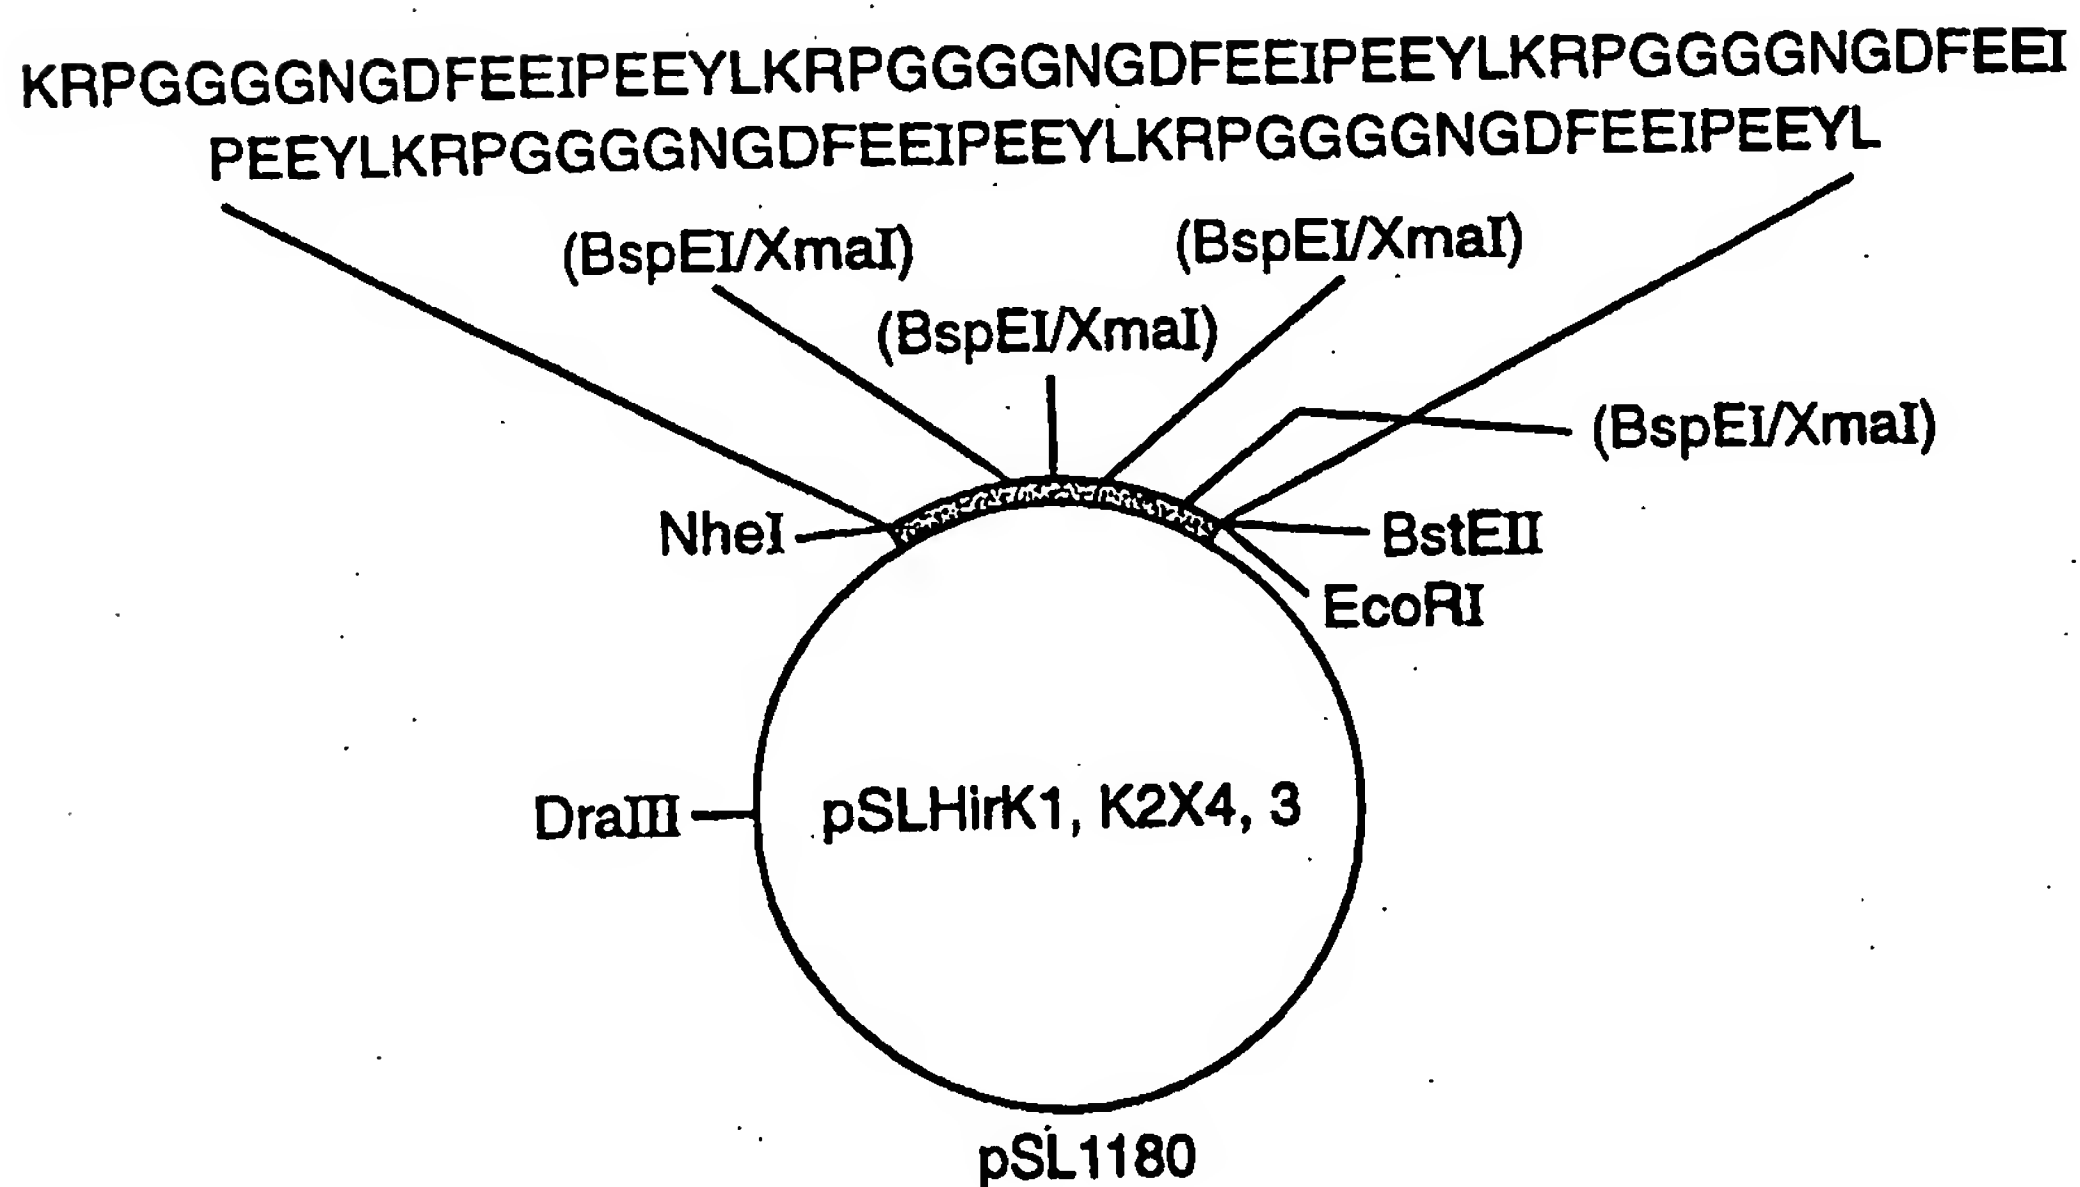 KRPGGGGNGDFEEIPEEYLKRPGGGGNGDFEEIPEEYLKRPGGGGNGDFEEI
PEEYLKRPGGGGNGDFEEIPEEYLKRPGGGGNGDFEEIPEEYL
(BspEI/XmaI)
(BspEI/XmaI)
(BspEI/XmaI)
(BspEI/XmaI)
NheI
BstEII
EcoRI
DraIII
pSLHirK1, K2X4, 3
pSL1180